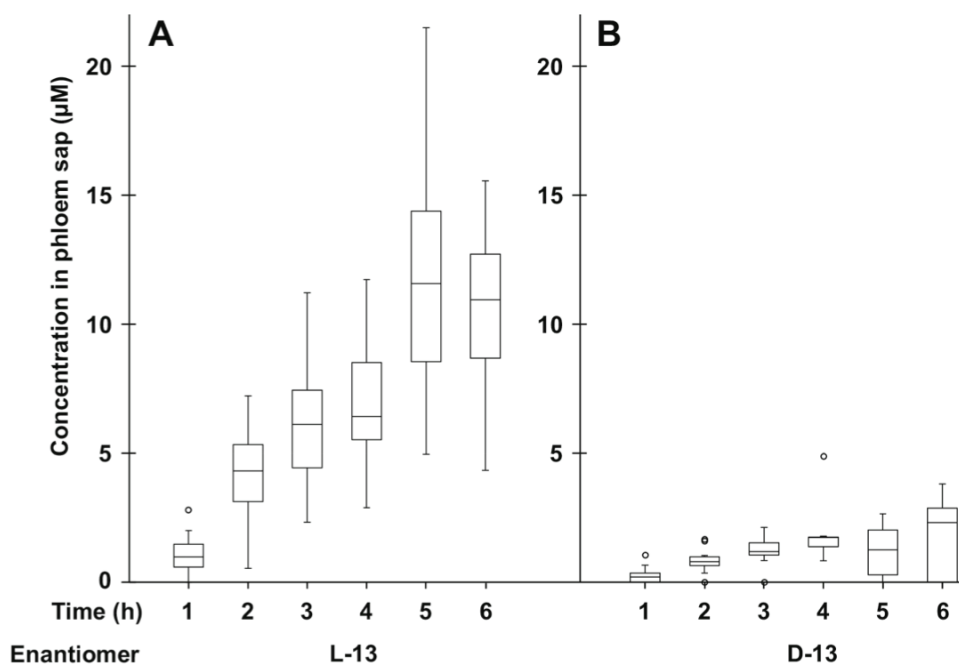 A
B
Concentration in phloem sap (µM)
20
15
10
5
0
20
15
10
5
Time (h) 1 2 3 4 5 6 1 2 3 4 5 6
Enantiomer L-13 D-13